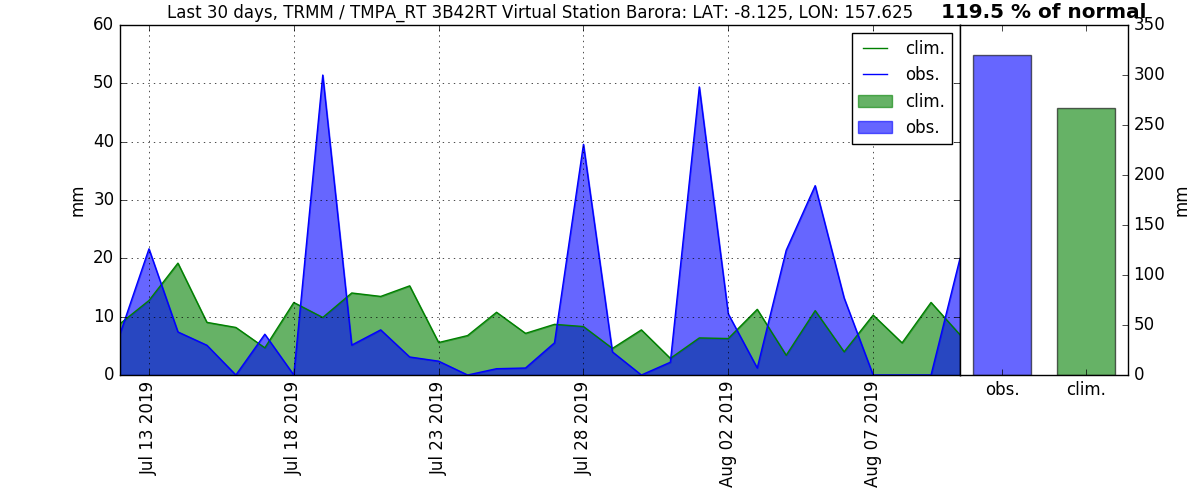 Last 30 days, TRMM / TMPA_RT 3B42RT Virtual Station Barora: LAT: -8.125, LON: 157.625
119.5 % of normal
60
50
40
30
20
10
0
mm
clim.
obs.
clim.
obs.
350
300
250
200
150
100
50
0
mm
Jul 13 2019
Jul 18 2019
Jul 23 2019
Jul 28 2019
Aug 02 2019
Aug 07 2019
obs.
clim.